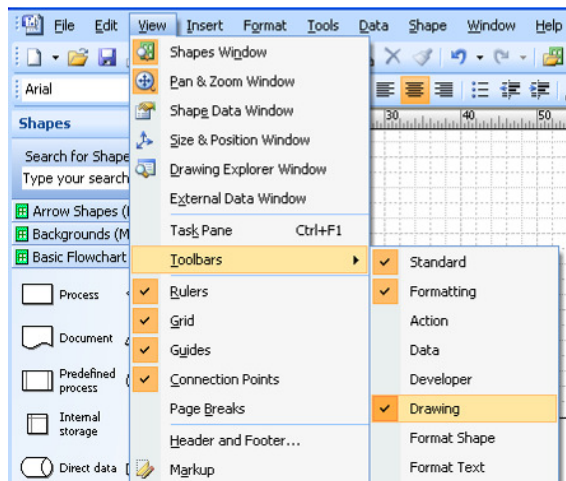 File Edit View Insert Format Tools Data Shape Window Help
Arial
Shapes
Search for Shape
Type your search
Arrow Shapes (
Backgrounds (M
Basic Flowchart
Process
Document
Predefined
process
Internal
storage
Direct data
Shapes Window
Pan & Zoom Window
Shape Data Window
Size & Position Window
Drawing Explorer Window
External Data Window
Task Pane Ctrl+F1
Toolbars
Rulers
Grid
Guides
Connection Points
Page Breaks
Header and Footer...
Markup
Standard
Formatting
Action
Data
Developer
Drawing
Format Shape
Format Text
30 40 50